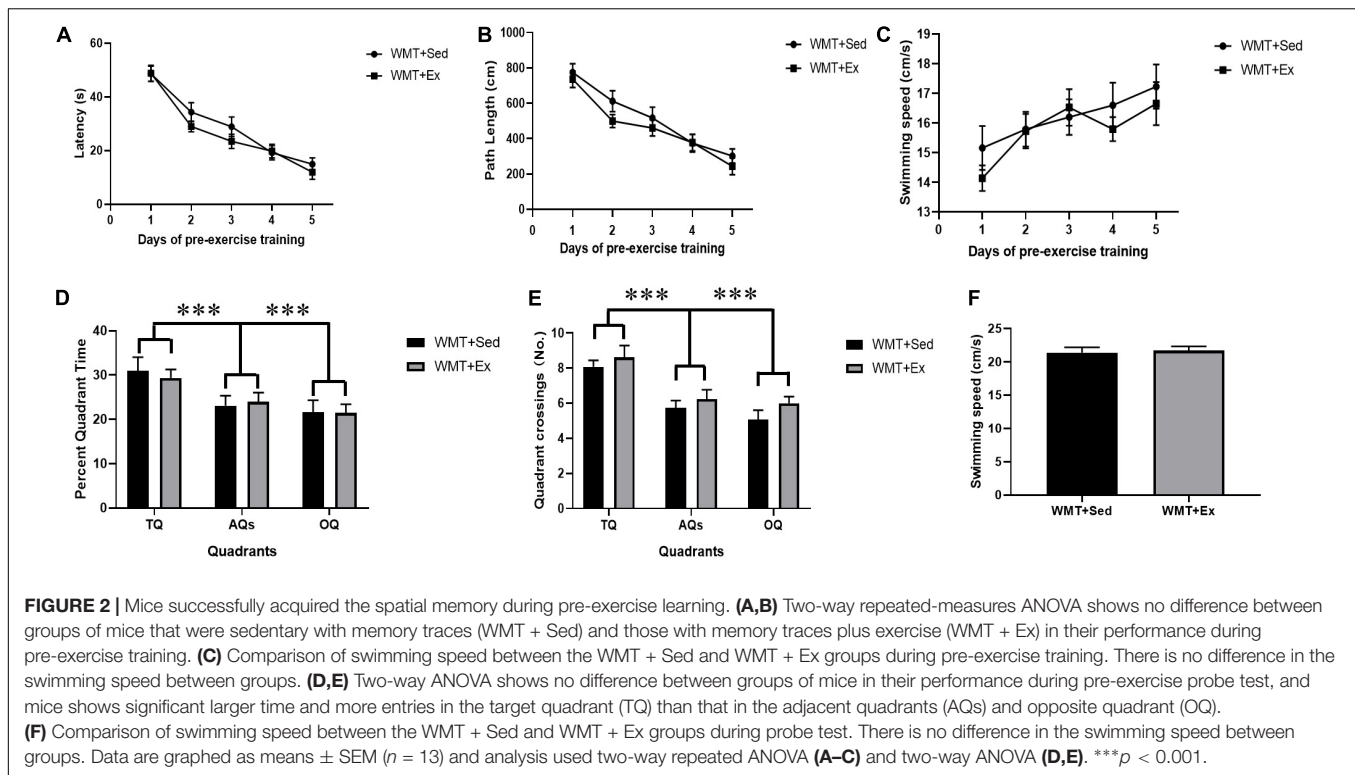 A
60
40
20
0
Latency (s)
0 1 2 3 4 5
Days of pre-exercise training
WMT+Sed
WMT+Ex
B
1000
800
600
400
200
0
Path Length (cm)
0 1 2 3 4 5
Days of pre-exercise training
WMT+Sed
WMT+Ex
C
19
18
17
16
15
14
13
Swimming speed (cm/s)
0 1 2 3 4 5
Days of pre-exercise training
WMT+Sed
WMT+Ex
D
*** ***
40
30
20
10
0
Percent Quadrant Time
TQ AQs OQ
Quadrants
WMT+Sed
WMT+Ex
E
*** ***
10
8
6
4
2
0
Quadrant crossings (No.)
TQ AQs OQ
Quadrants
WMT+Sed
WMT+Ex
F
25
20
15
10
5
0
Swimming speed (cm/s)
WMT+Sed WMT+Ex
FIGURE 2 | Mice successfully acquired the spatial memory during pre-exercise learning. (A,B) Two-way repeated-measures ANOVA shows no difference between
groups of mice that were sedentary with memory traces (WMT + Sed) and those with memory traces plus exercise (WMT + Ex) in their performance during
pre-exercise training. (C) Comparison of swimming speed between the WMT + Sed and WMT + Ex groups during pre-exercise training. There is no difference in the
swimming speed between groups. (D,E) Two-way ANOVA shows no difference between groups of mice in their performance during pre-exercise probe test, and
mice shows significant larger time and more entries in the target quadrant (TQ) than that in the adjacent quadrants (AQs) and opposite quadrant (OQ).
(F) Comparison of swimming speed between the WMT + Sed and WMT + Ex groups during probe test. There is no difference in the swimming speed between
groups. Data are graphed as means ± SEM (n = 13) and analysis used two-way repeated ANOVA (A–C) and two-way ANOVA (D,E). ***p < 0.001.